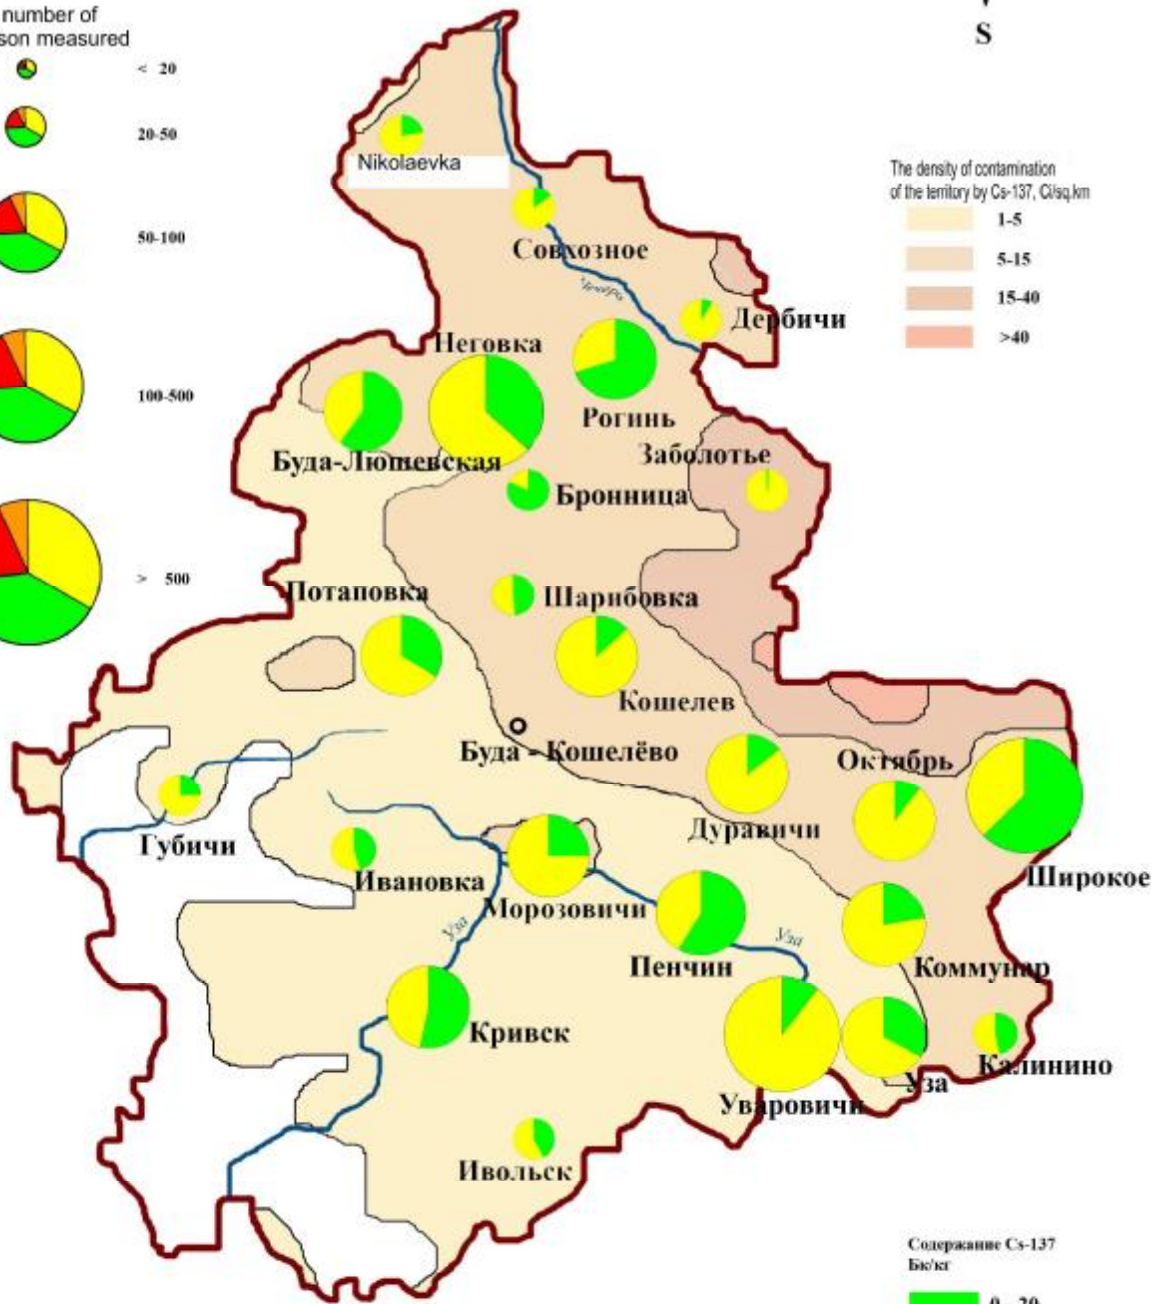 number of
son measured
< 20
20-50
50-100
100-500
> 500
S
The density of contamination
of the territory by Cs-137, Ci/sq.km
1-5
5-15
15-40
>40
Nikolaevka
Совхозное
Дербичи
Неговка
Рогинь
Буда-Люшевская
Заболотье
Бронница
Потаповка
Шарибовка
Кошелев
Буда - Кошелёво
Октябрь
Дуравичи
Губичи
Ивановка
Широкое
Морозовичи
Уза
Уза
Пенчин
Коммунар
Кривск
Калинино
Уза
Уваровичи
Ивольск
Содержание Cs-137
Бк/кг
0 - 20